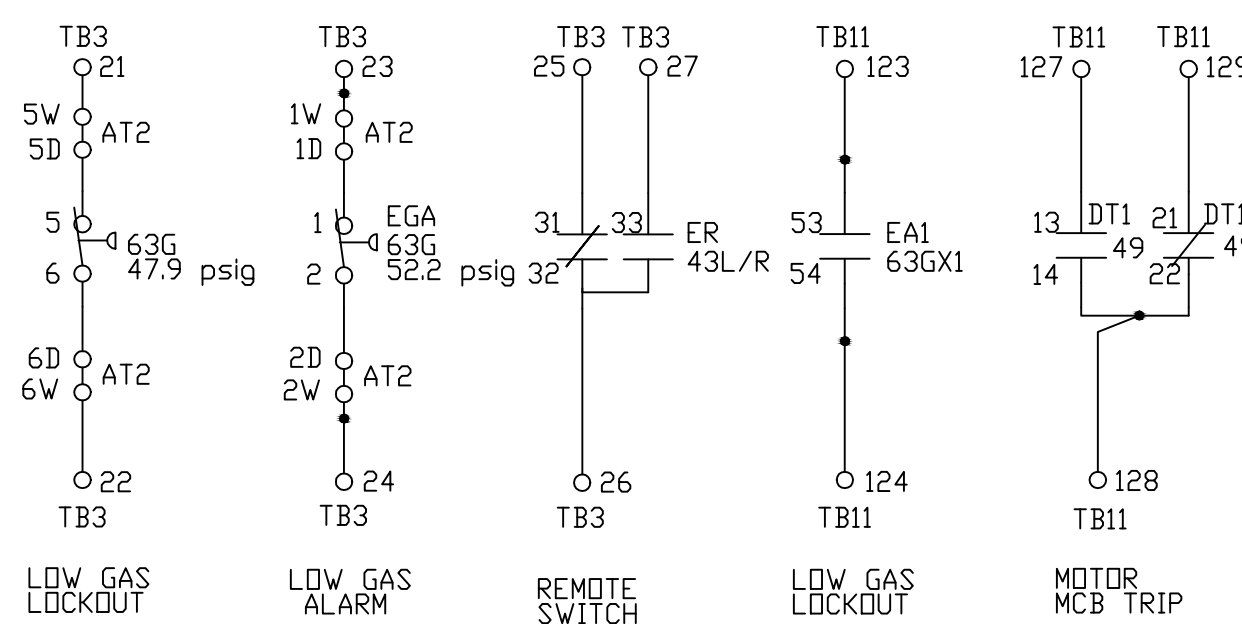 TB3
21
5W
AT2
5D
5
63G
47.9 psig
6
6D
AT2
6W
22
TB3
LOW GAS
LOCKOUT
TB3
23
1W
AT2
1D
1
EGA
63G
52.2 psig
2
2D
AT2
2W
24
TB3
LOW GAS
ALARM
TB3 TB3
25 27
31 33
ER
43L/R
32
26
TB3
REMOTE
SWITCH
TB11
123
53
EA1
63GX1
54
124
TB11
LOW GAS
LOCKOUT
TB11 TB11
127 129
13 DT1 21 DT1
49 49
14 22
128
TB11
MOTOR
MCB TRIP